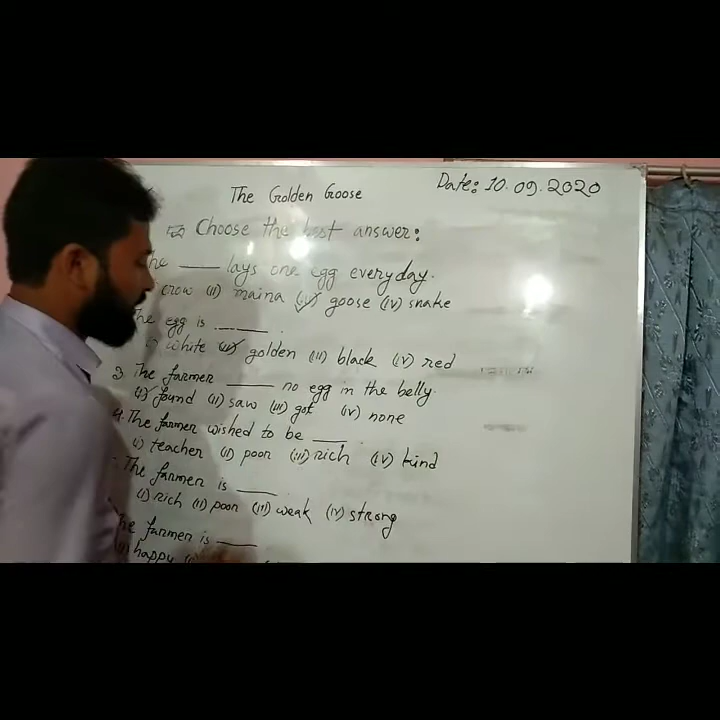 The Golden Goose
Date: 10.09.2020
Choose the best answer:
The ____ lays one egg everyday.
crow (ii) maina (iii) goose (iv) snake
The egg is ____.
white (ii) golden (iii) black (iv) red
3. The farmer ____ no egg in the belly.
(i) found (ii) saw (iii) got (iv) none
4. The farmer wished to be ____.
(i) teacher (ii) poor (iii) rich (iv) kind
The farmer is ____.
(i) rich (ii) poor (iii) weak (iv) strong
The farmer is ____
(i) happy